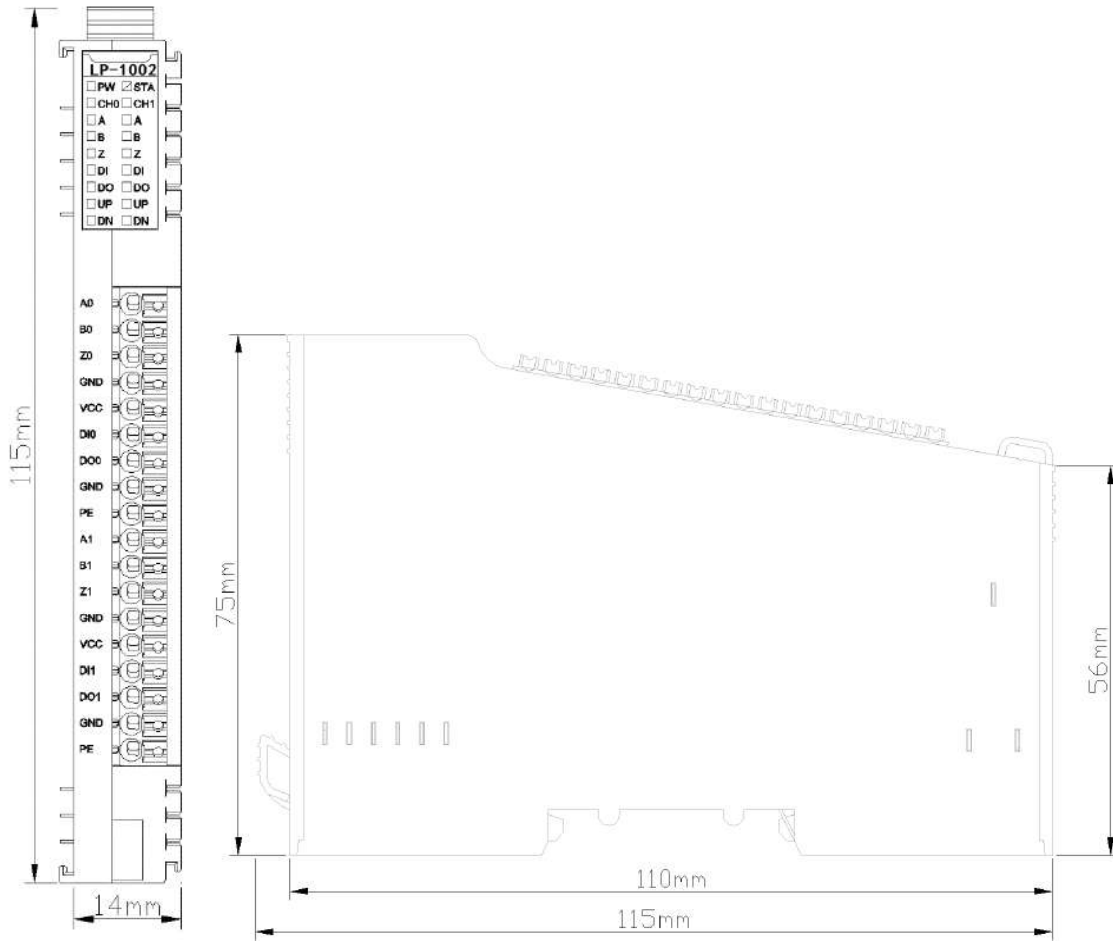 LP-1002
PW STA
CH0 CH1
A A
B B
Z Z
DI DI
DO DO
UP UP
DN DN
A0
B0
Z0
GND
VCC
DI0
DO0
GND
PE
A1
B1
Z1
GND
VCC
DI1
DO1
GND
PE
115mm
14mm
75mm
56mm
110mm
115mm